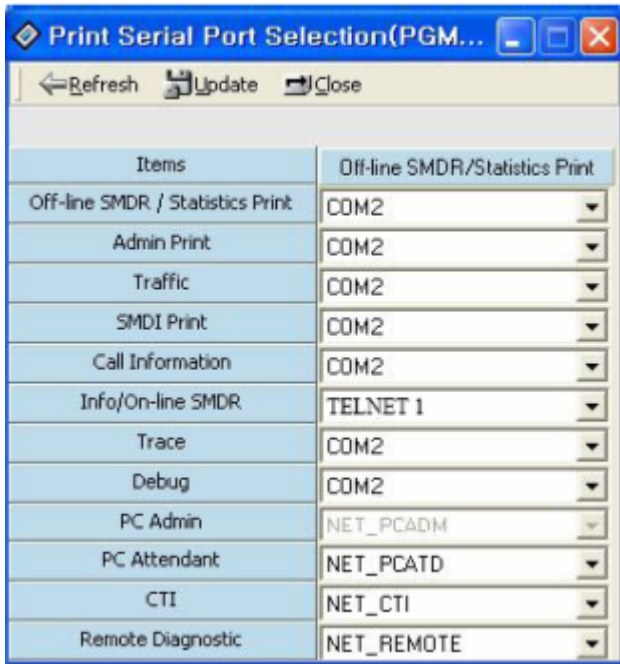 Print Serial Port Selection(PGM...
Refresh Update Close
Items Off-line SMDR/Statistics Print
Off-line SMDR / Statistics Print COM2
Admin Print COM2
Traffic COM2
SMDI Print COM2
Call Information COM2
Info/On-line SMDR TELNET 1
Trace COM2
Debug COM2
PC Admin NET_PCADM
PC Attendant NET_PCATD
CTI NET_CTI
Remote Diagnostic NET_REMOTE